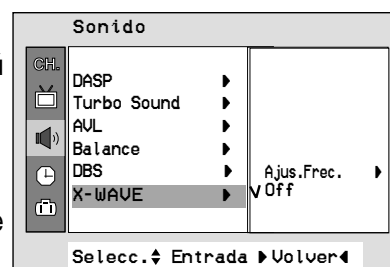 Sonido
CH.
DASP
Turbo Sound
AVL
Balance
DBS
Ajus.Frec.
X-WAVE
Off
Selecc. Entrada Volver